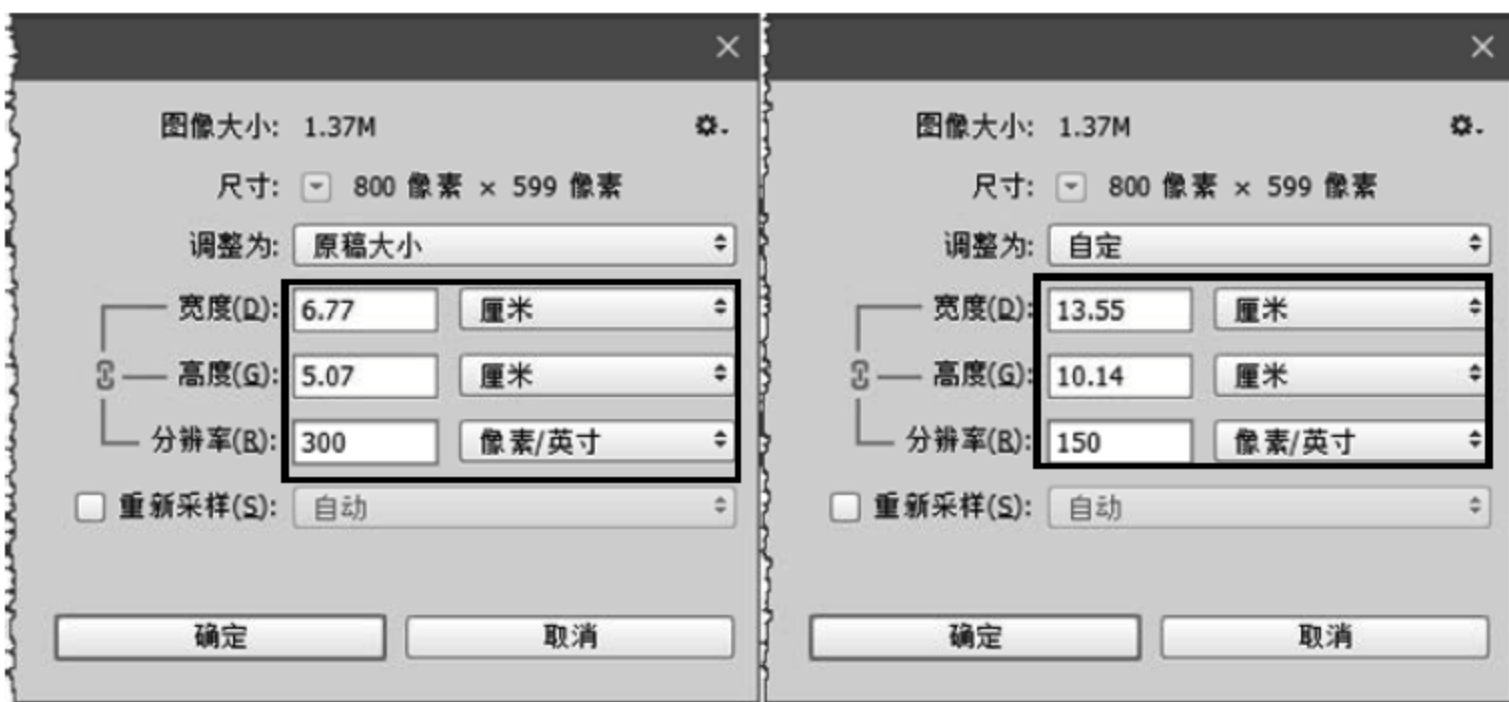 图像大小: 1.37M
尺寸: 800 像素 × 599 像素
调整为: 原稿大小
宽度(D): 6.77 厘米
高度(G): 5.07 厘米
分辨率(R): 300 像素/英寸
重新采样(S): 自动
确定 取消
图像大小: 1.37M
尺寸: 800 像素 × 599 像素
调整为: 自定
宽度(D): 13.55 厘米
高度(G): 10.14 厘米
分辨率(R): 150 像素/英寸
重新采样(S): 自动
确定 取消